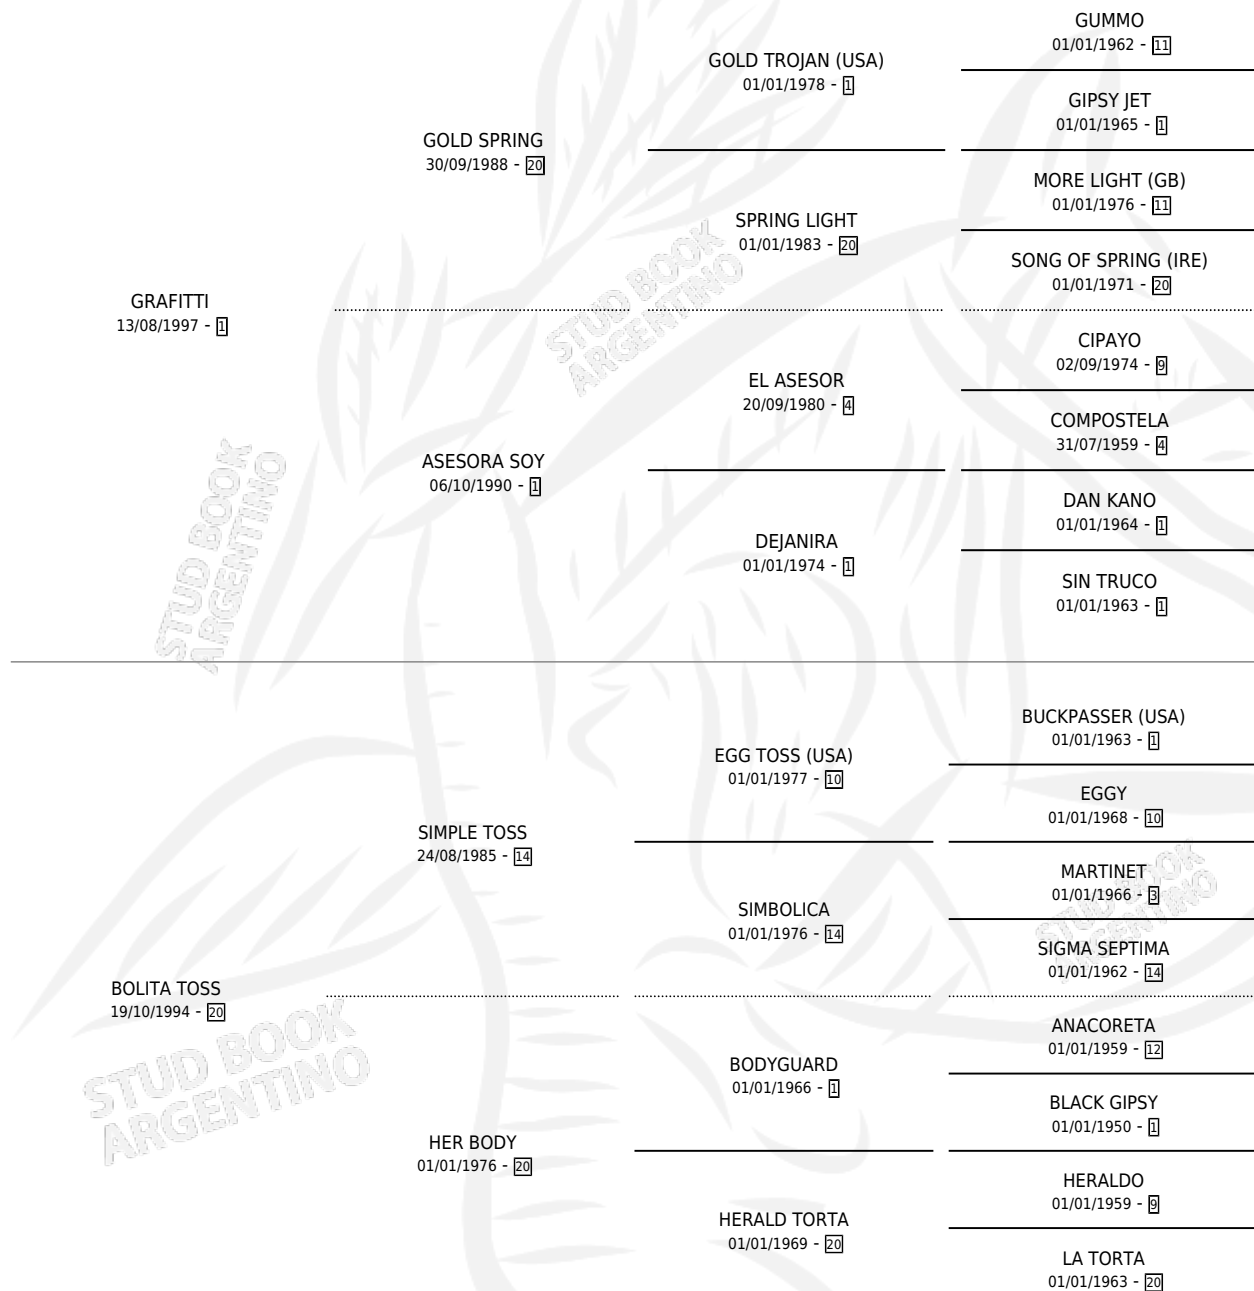 GUMMO
01/01/1962 - 11
GOLD TROJAN (USA)
01/01/1978 - 1
GIPSY JET
01/01/1965 - 1
GOLD SPRING
30/09/1988 - 20
MORE LIGHT (GB)
01/01/1976 - 11
SPRING LIGHT
01/01/1983 - 20
SONG OF SPRING (IRE)
01/01/1971 - 20
GRAFITTI
13/08/1997 - 1
CIPAYO
02/09/1974 - 9
EL ASESOR
20/09/1980 - 4
COMPOSTELA
31/07/1959 - 4
ASESORA SOY
06/10/1990 - 1
DAN KANO
01/01/1964 - 1
DEJANIRA
01/01/1974 - 1
SIN TRUCO
01/01/1963 - 1
BUCKPASSER (USA)
01/01/1963 - 1
EGG TOSS (USA)
01/01/1977 - 10
EGGY
01/01/1968 - 10
SIMPLE TOSS
24/08/1985 - 14
MARTINET
01/01/1966 - 3
SIMBOLICA
01/01/1976 - 14
SIGMA SEPTIMA
01/01/1962 - 14
BOLITA TOSS
19/10/1994 - 20
ANACORETA
01/01/1959 - 12
BODYGUARD
01/01/1966 - 1
BLACK GIPSY
01/01/1950 - 1
HER BODY
01/01/1976 - 20
HERALDO
01/01/1959 - 9
HERALD TORTA
01/01/1969 - 20
LA TORTA
01/01/1963 - 20
STUD BOOK
ARGENTINO
STUD BOOK
ARGENTINO
STUD BOOK
ARGENTINO
STUD BOOK
ARGENTINO